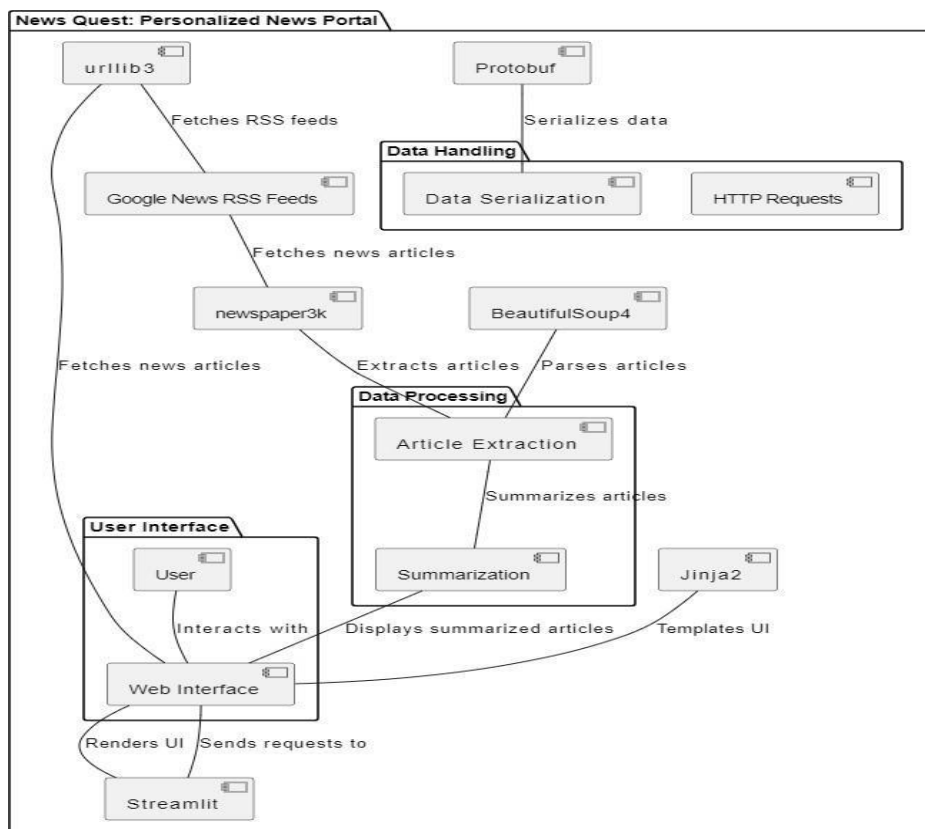 News Quest: Personalized News Portal
urllib3
Protobuf
Fetches RSS feeds
Serializes data
Data Handling
Google News RSS Feeds
Data Serialization
HTTP Requests
Fetches news articles
newspaper3k
BeautifulSoup4
Fetches news articles
Extracts articles
Parses articles
Data Processing
Article Extraction
Summarizes articles
User Interface
User
Summarization
Jinja2
Interacts with
Displays summarized articles
Templates UI
Web Interface
Renders UI
Sends requests to
Streamlit